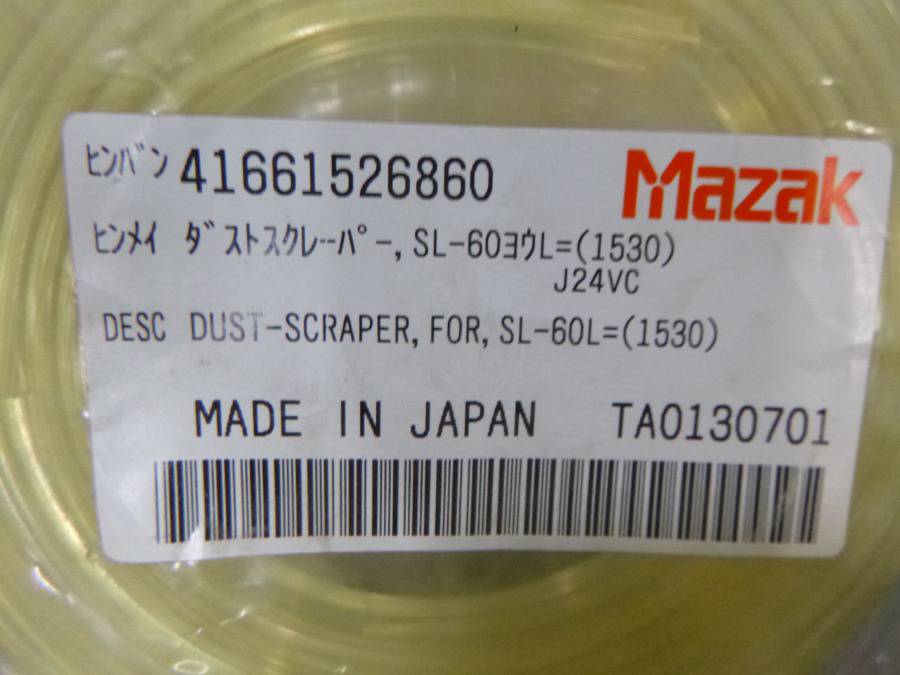 ﾋﾝﾊﾞﾝ 41661526860
Mazak
ﾋﾝﾒｲ ﾀﾞｽﾄｽｸﾚｰﾊﾟｰ, SL-60ﾖｳL=(1530)
J24VC
DESC DUST-SCRAPER, FOR, SL-60L=(1530)
MADE IN JAPAN TA0130701